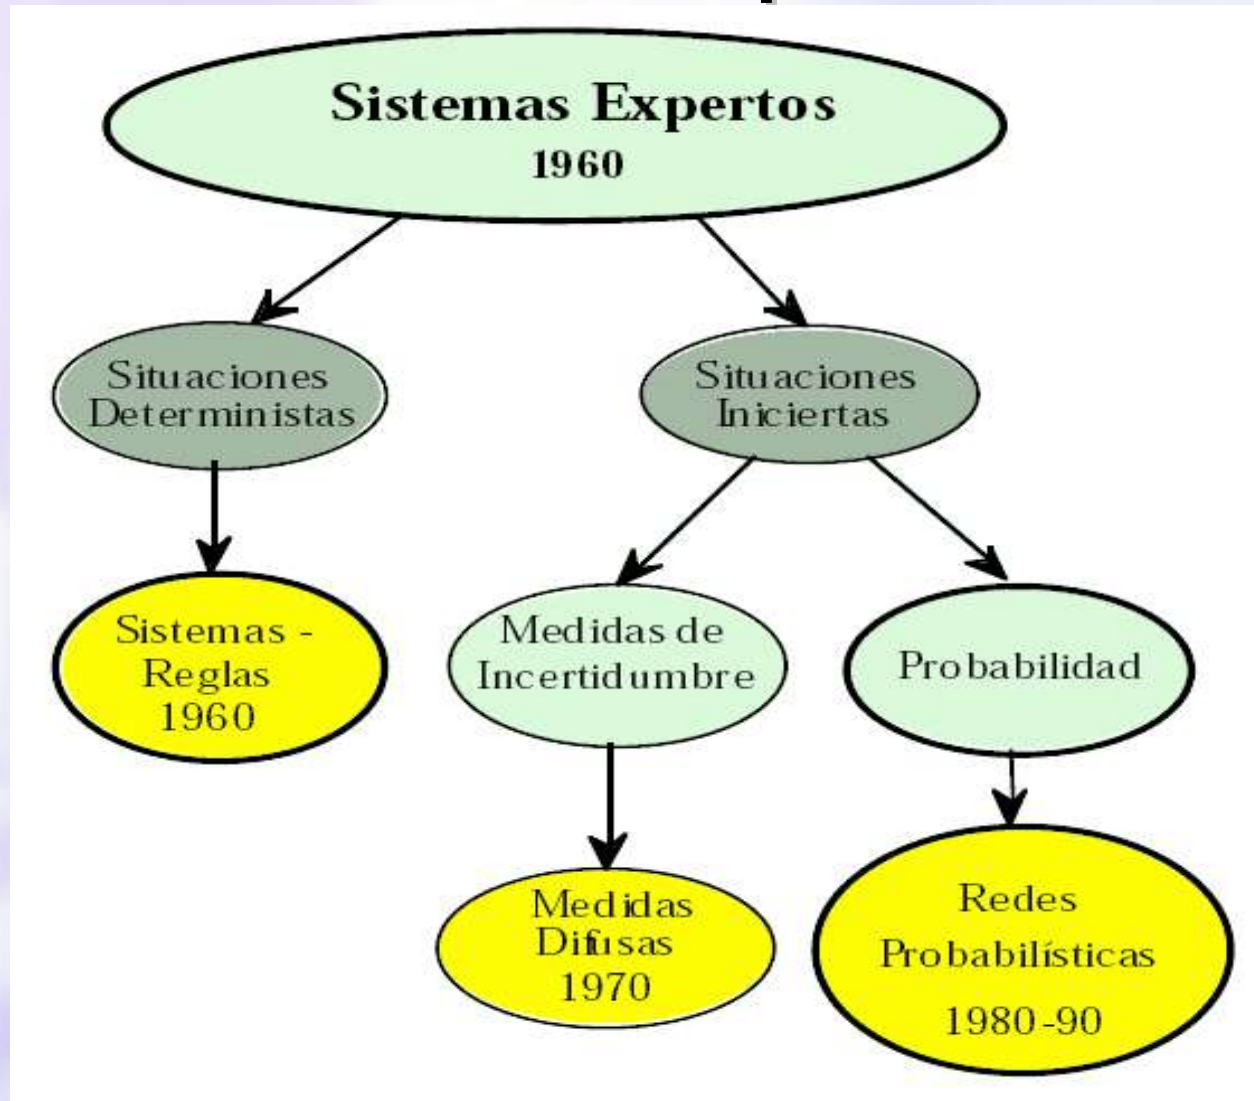 Sistemas Expertos
1960
Situaciones
Deterministas
Situaciones
Iniciertas
Sistemas -
Reglas
1960
Medidas de
Incertidumbre
Probabilidad
Medidas
Difusas
1970
Redes
Probabilísticas
1980-90